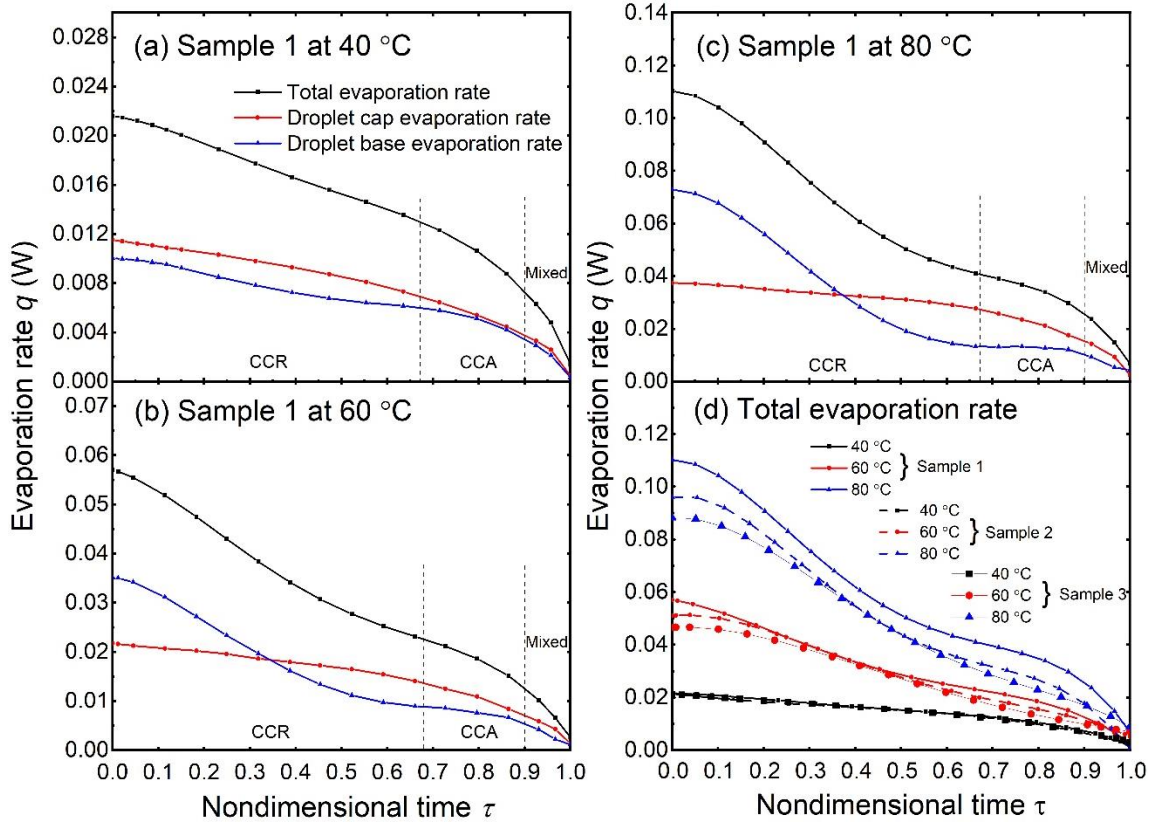 (a) Sample 1 at 40 °C
Total evaporation rate
Droplet cap evaporation rate
Droplet base evaporation rate
0.028
0.024
0.020
0.016
0.012
0.008
0.004
0.000
CCR
CCA
Mixed
(b) Sample 1 at 60 °C
0.07
0.06
0.05
0.04
0.03
0.02
0.01
0.00
CCR
CCA
Mixed
0.0 0.1 0.2 0.3 0.4 0.5 0.6 0.7 0.8 0.9 1.0
Nondimensional time τ
Evaporation rate q (W)
(c) Sample 1 at 80 °C
0.14
0.12
0.10
0.08
0.06
0.04
0.02
0.00
CCR
CCA
Mixed
(d) Total evaporation rate
40 °C
60 °C } Sample 1
80 °C
40 °C
60 °C } Sample 2
80 °C
40 °C
60 °C } Sample 3
80 °C
0.12
0.10
0.08
0.06
0.04
0.02
0.00
0.0 0.1 0.2 0.3 0.4 0.5 0.6 0.7 0.8 0.9 1.0
Nondimensional time τ
Evaporation rate q (W)